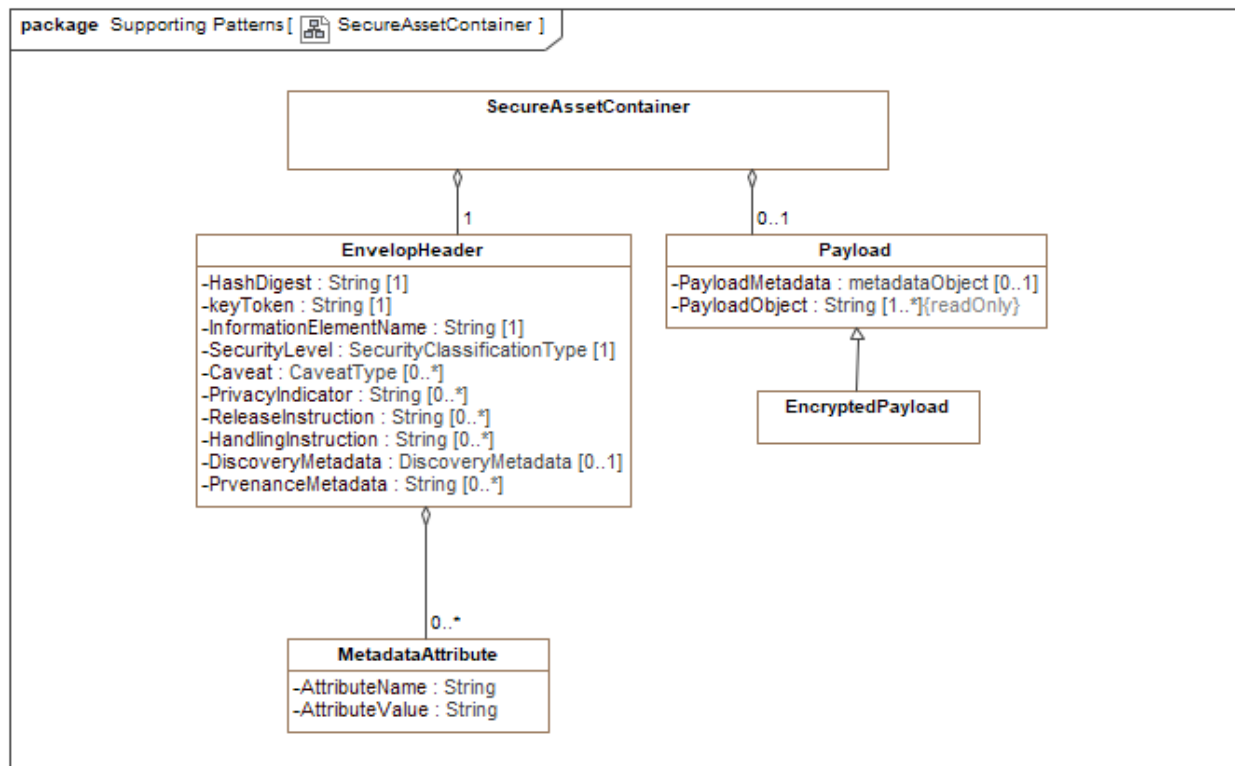 package Supporting Patterns [ SecureAssetContainer ]
SecureAssetContainer
1
0..1
EnvelopHeader
-HashDigest : String [1]
-keyToken : String [1]
-InformationElementName : String [1]
-SecurityLevel : SecurityClassificationType [1]
-Caveat : CaveatType [0..*]
-PrivacyIndicator : String [0..*]
-ReleaseInstruction : String [0..*]
-HandlingInstruction : String [0..*]
-DiscoveryMetadata : DiscoveryMetadata [0..1]
-PrvenanceMetadata : String [0..*]
Payload
-PayloadMetadata : metadataObject [0..1]
-PayloadObject : String [1..*]{readOnly}
EncryptedPayload
0..*
MetadataAttribute
-AttributeName : String
-AttributeValue : String